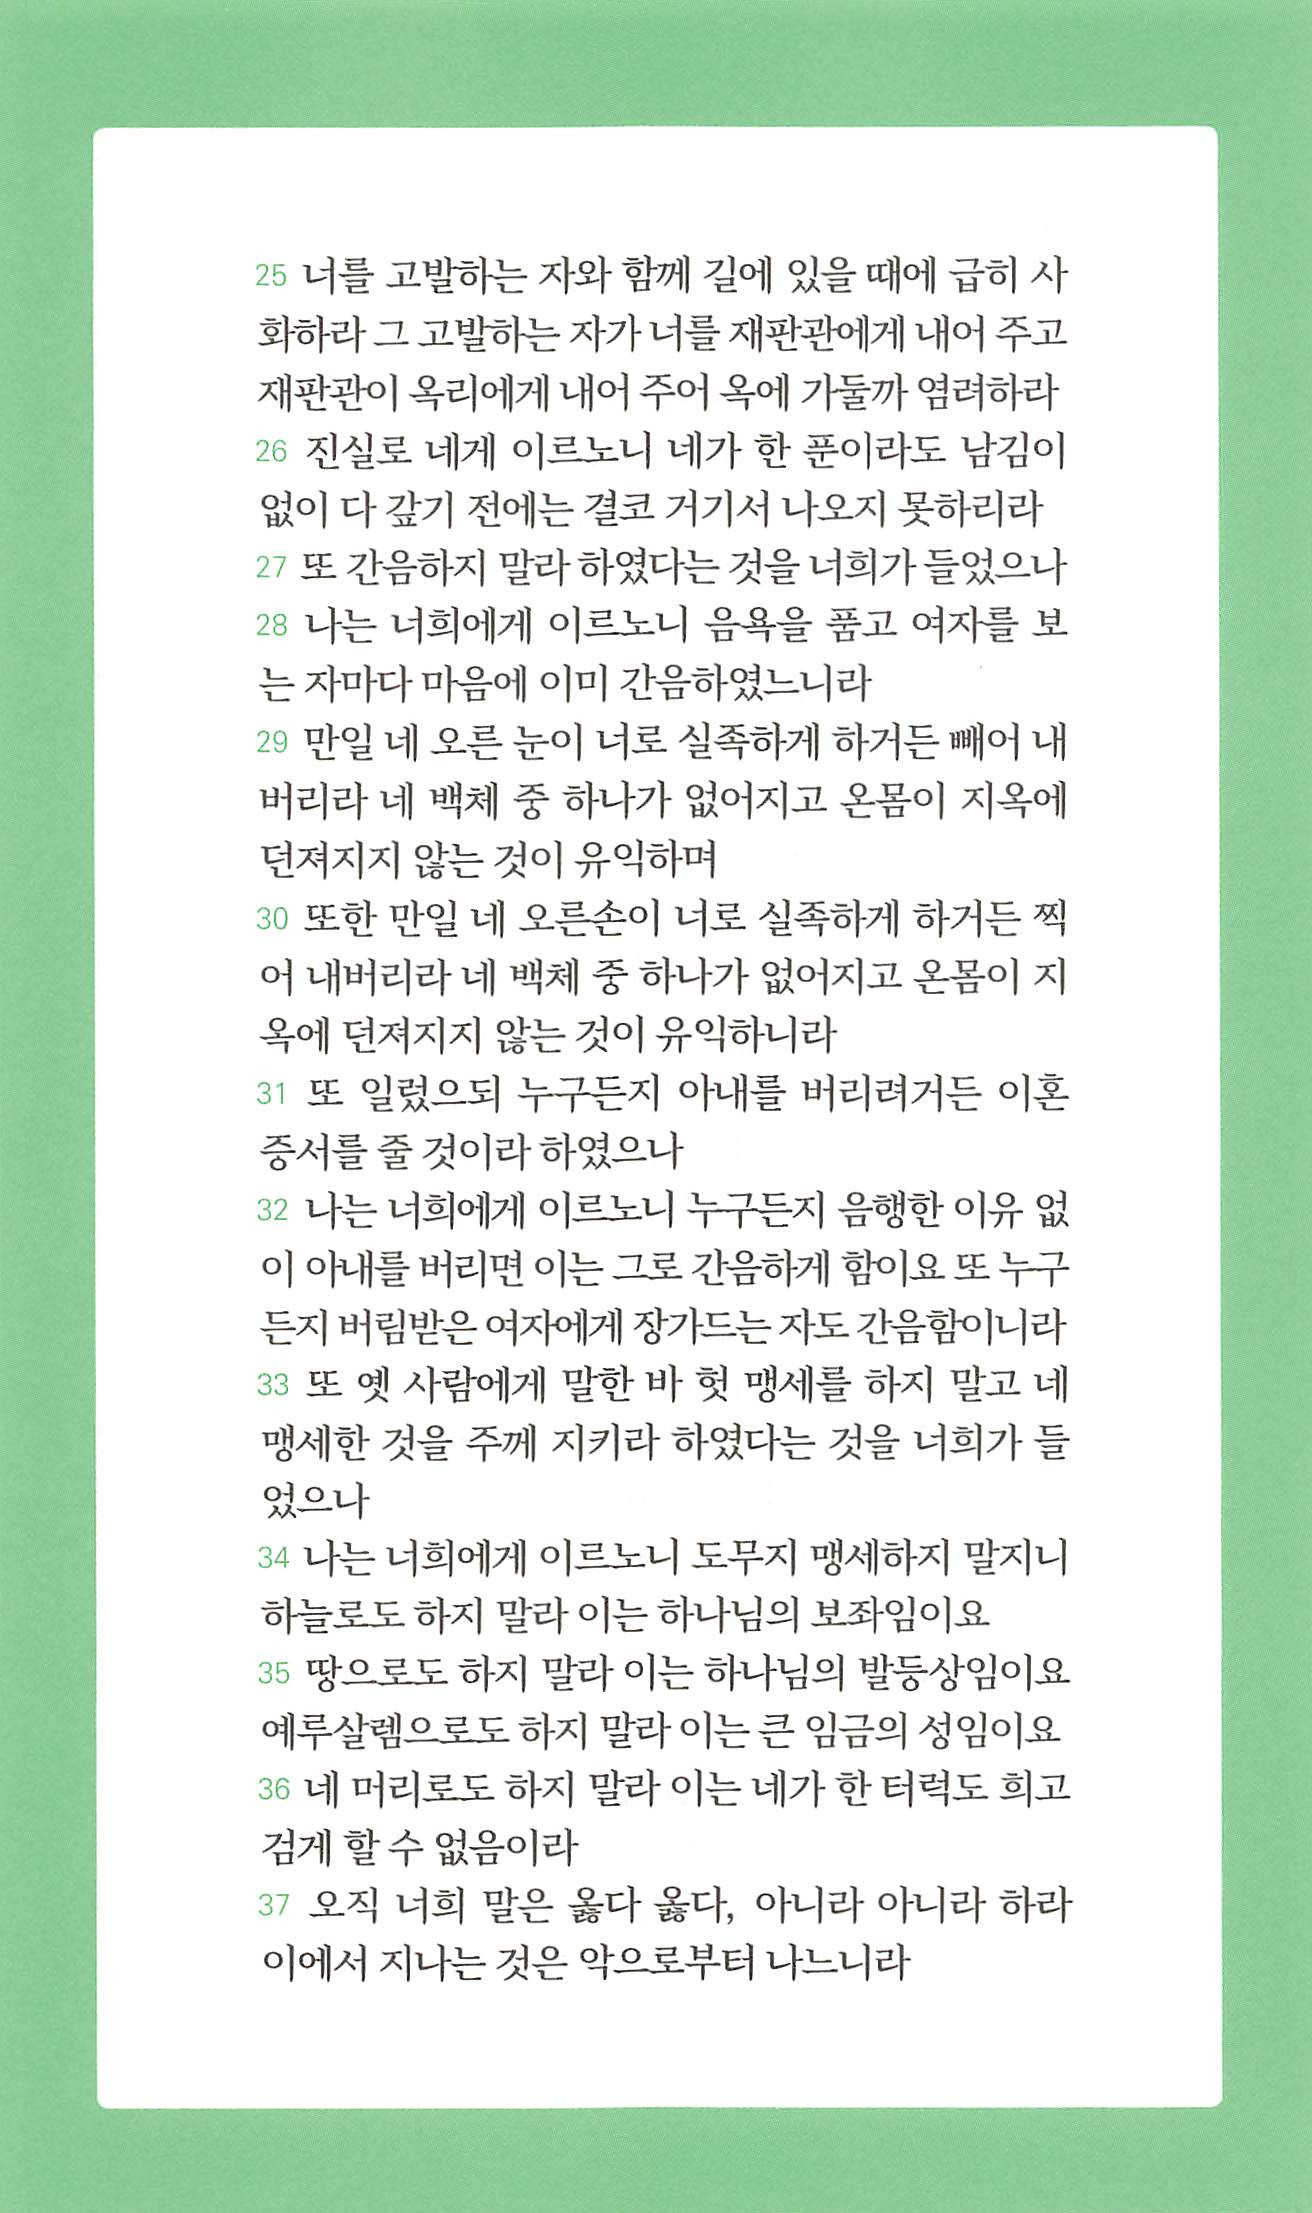 25 너를 고발하는 자와 함께 길에 있을 때에 급히 사
화하라 그 고발하는 자가 너를 재판관에게 내어 주고
재판관이 옥리에게 내어 주어 옥에 가둘까 염려하라
26 진실로 네게 이르노니 네가 한 푼이라도 남김이
없이 다 갚기 전에는 결코 거기서 나오지 못하리라
27 또 간음하지 말라 하였다는 것을 너희가 들었으나
28 나는 너희에게 이르노니 음욕을 품고 여자를 보
는 자마다 마음에 이미 간음하였느니라
29 만일 네 오른 눈이 너로 실족하게 하거든 빼어 내
버리라 네 백체 중 하나가 없어지고 온몸이 지옥에
던져지지 않는 것이 유익하며
30 또한 만일 네 오른손이 너로 실족하게 하거든 찍
어 내버리라 네 백체 중 하나가 없어지고 온몸이 지
옥에 던져지지 않는 것이 유익하니라
31 또 일렀으되 누구든지 아내를 버리려거든 이혼
증서를 줄 것이라 하였으나
32 나는 너희에게 이르노니 누구든지 음행한 이유 없
이 아내를 버리면 이는 그로 간음하게 함이요 또 누구
든지 버림받은 여자에게 장가드는 자도 간음함이니라
33 또 옛 사람에게 말한 바 헛 맹세를 하지 말고 네
맹세한 것을 주께 지키라 하였다는 것을 너희가 들
었으나
34 나는 너희에게 이르노니 도무지 맹세하지 말지니
하늘로도 하지 말라 이는 하나님의 보좌임이요
35 땅으로도 하지 말라 이는 하나님의 발등상임이요
예루살렘으로도 하지 말라 이는 큰 임금의 성임이요
36 네 머리로도 하지 말라 이는 네가 한 터럭도 희고
검게 할 수 없음이라
37 오직 너희 말은 옳다 옳다, 아니라 아니라 하라
이에서 지나는 것은 악으로부터 나느니라